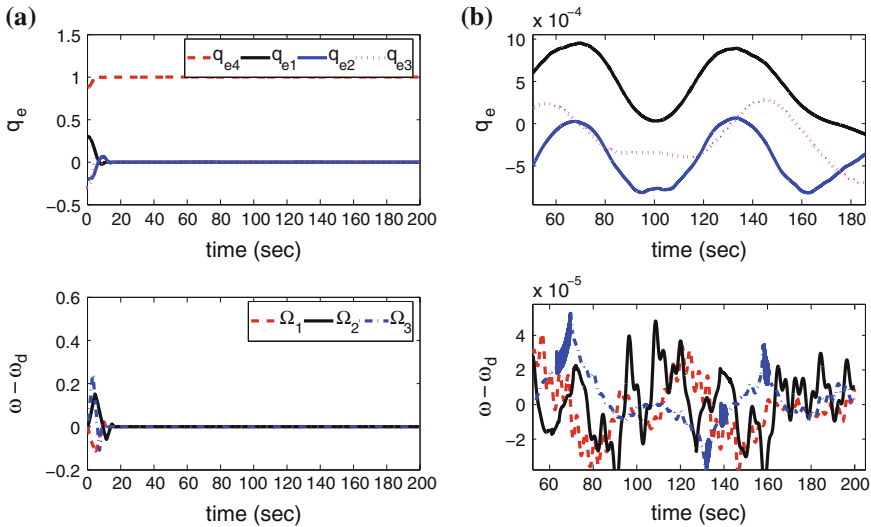 (a)
1.5
1
0.5
0
−0.5
q_e
q_e4 q_e1 q_e2 q_e3
0 20 40 60 80 100 120 140 160 180 200
time (sec)
(b)
x 10^-4
10
5
0
−5
q_e
60 80 100 120 140 160 180
time (sec)
0.6
0.4
0.2
0
−0.2
ω − ω_d
Ω_1 Ω_2 Ω_3
0 20 40 60 80 100 120 140 160 180 200
time (sec)
x 10^-5
4
2
0
−2
ω − ω_d
60 80 100 120 140 160 180 200
time (sec)